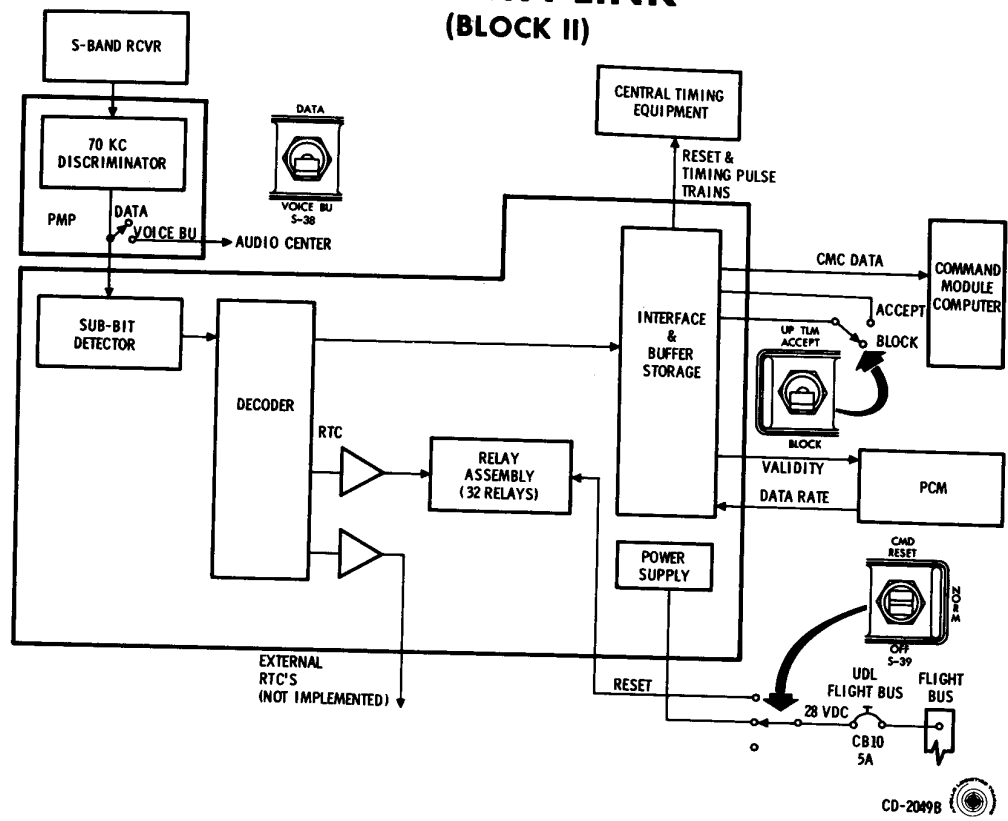 (BLOCK II)
S-BAND RCVR
70 KC
DISCRIMINATOR
PMP
DATA
VOICE BU
AUDIO CENTER
DATA
VOICE BU
S-38
CENTRAL TIMING
EQUIPMENT
RESET &
TIMING PULSE
TRAINS
SUB-BIT
DETECTOR
DECODER
RTC
RELAY
ASSEMBLY
(32 RELAYS)
INTERFACE
&
BUFFER
STORAGE
CMC DATA
COMMAND
MODULE
COMPUTER
ACCEPT
BLOCK
UP TLM
ACCEPT
BLOCK
VALIDITY
DATA RATE
PCM
POWER
SUPPLY
CMD
RESET
NORM
OFF
S-39
EXTERNAL
RTC'S
(NOT IMPLEMENTED)
RESET
28 VDC
UDL
FLIGHT BUS
CB10
5A
FLIGHT
BUS
CD-2049B